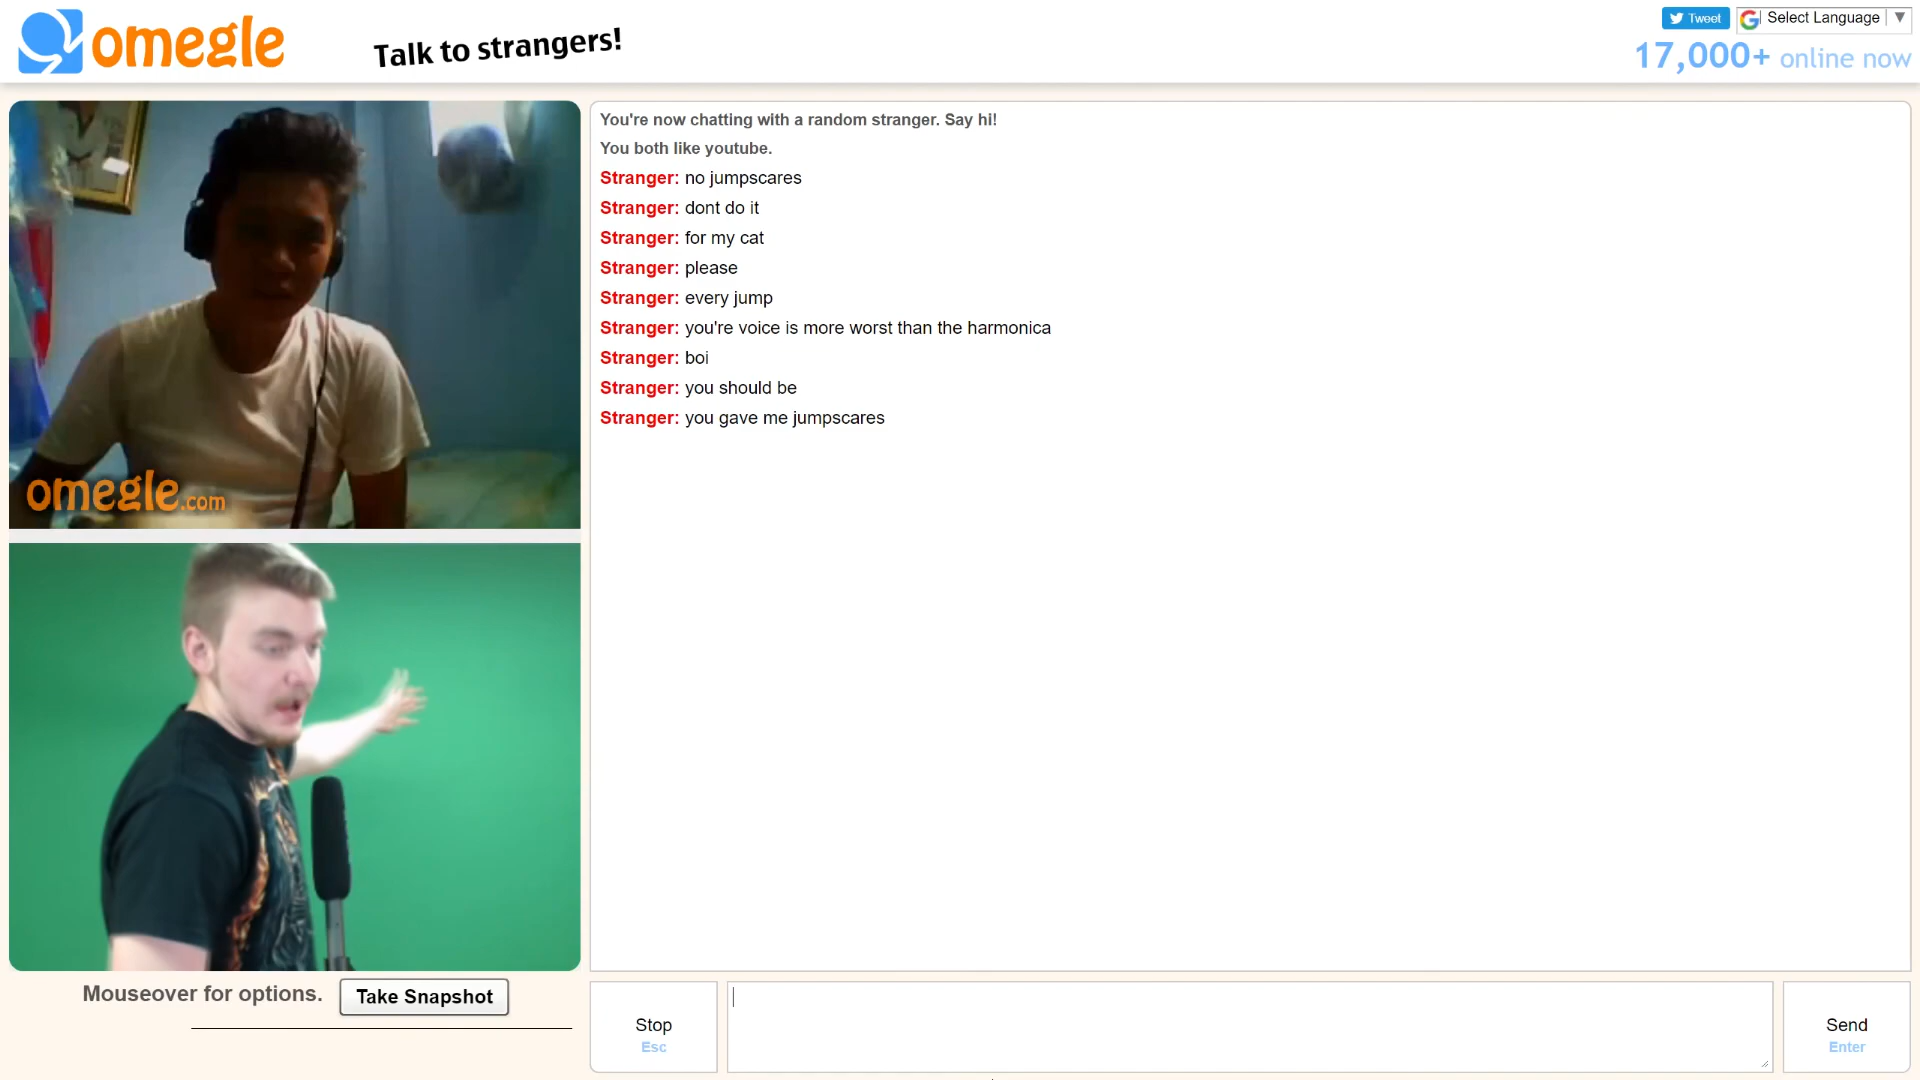 omegle
Talk to strangers!
Tweet
Select Language
17,000+ online now
You're now chatting with a random stranger. Say hi!
You both like youtube.
Stranger: no jumpscares
Stranger: dont do it
Stranger: for my cat
Stranger: please
Stranger: every jump
Stranger: you're voice is more worst than the harmonica
Stranger: boi
Stranger: you should be
Stranger: you gave me jumpscares
omegle.com
Mouseover for options.
Take Snapshot
Stop
Esc
Send
Enter